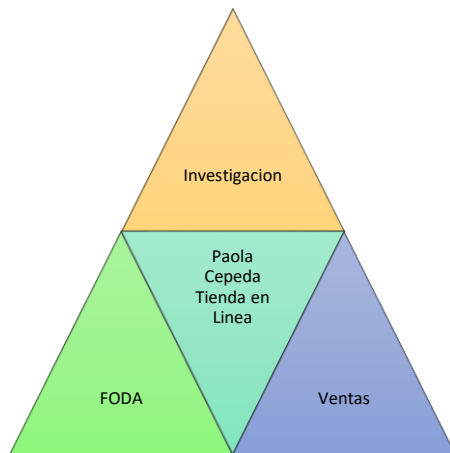 Investigacion
Paola
Cepeda
Tienda en
Linea
FODA
Ventas